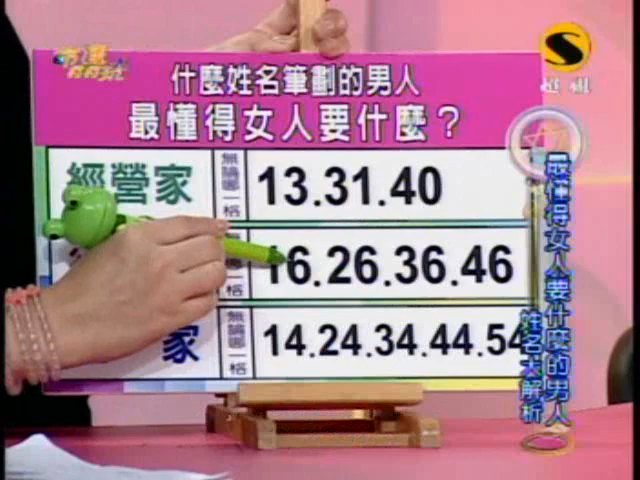 什麼姓名筆劃的男人
最懂得女人要什麼？
經營家
無論哪一格
13.31.40
一格
16.26.36.46
家
無論哪一格
14.24.34.44.54
超視
最懂得女人要什麼的男人
姓名大解析